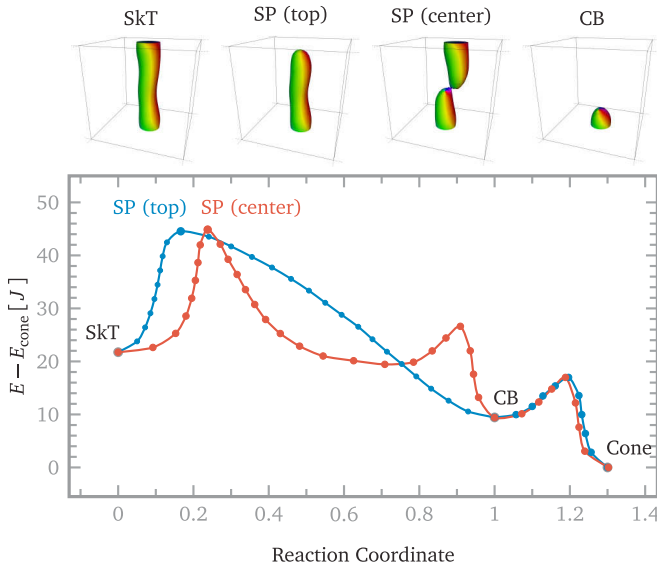 SkT SP (top) SP (center) CB
SP (top) SP (center)
50
40
30
20
10
0
E − E_cone [J]
SkT
CB
Cone
0 0.2 0.4 0.6 0.8 1 1.2 1.4
Reaction Coordinate